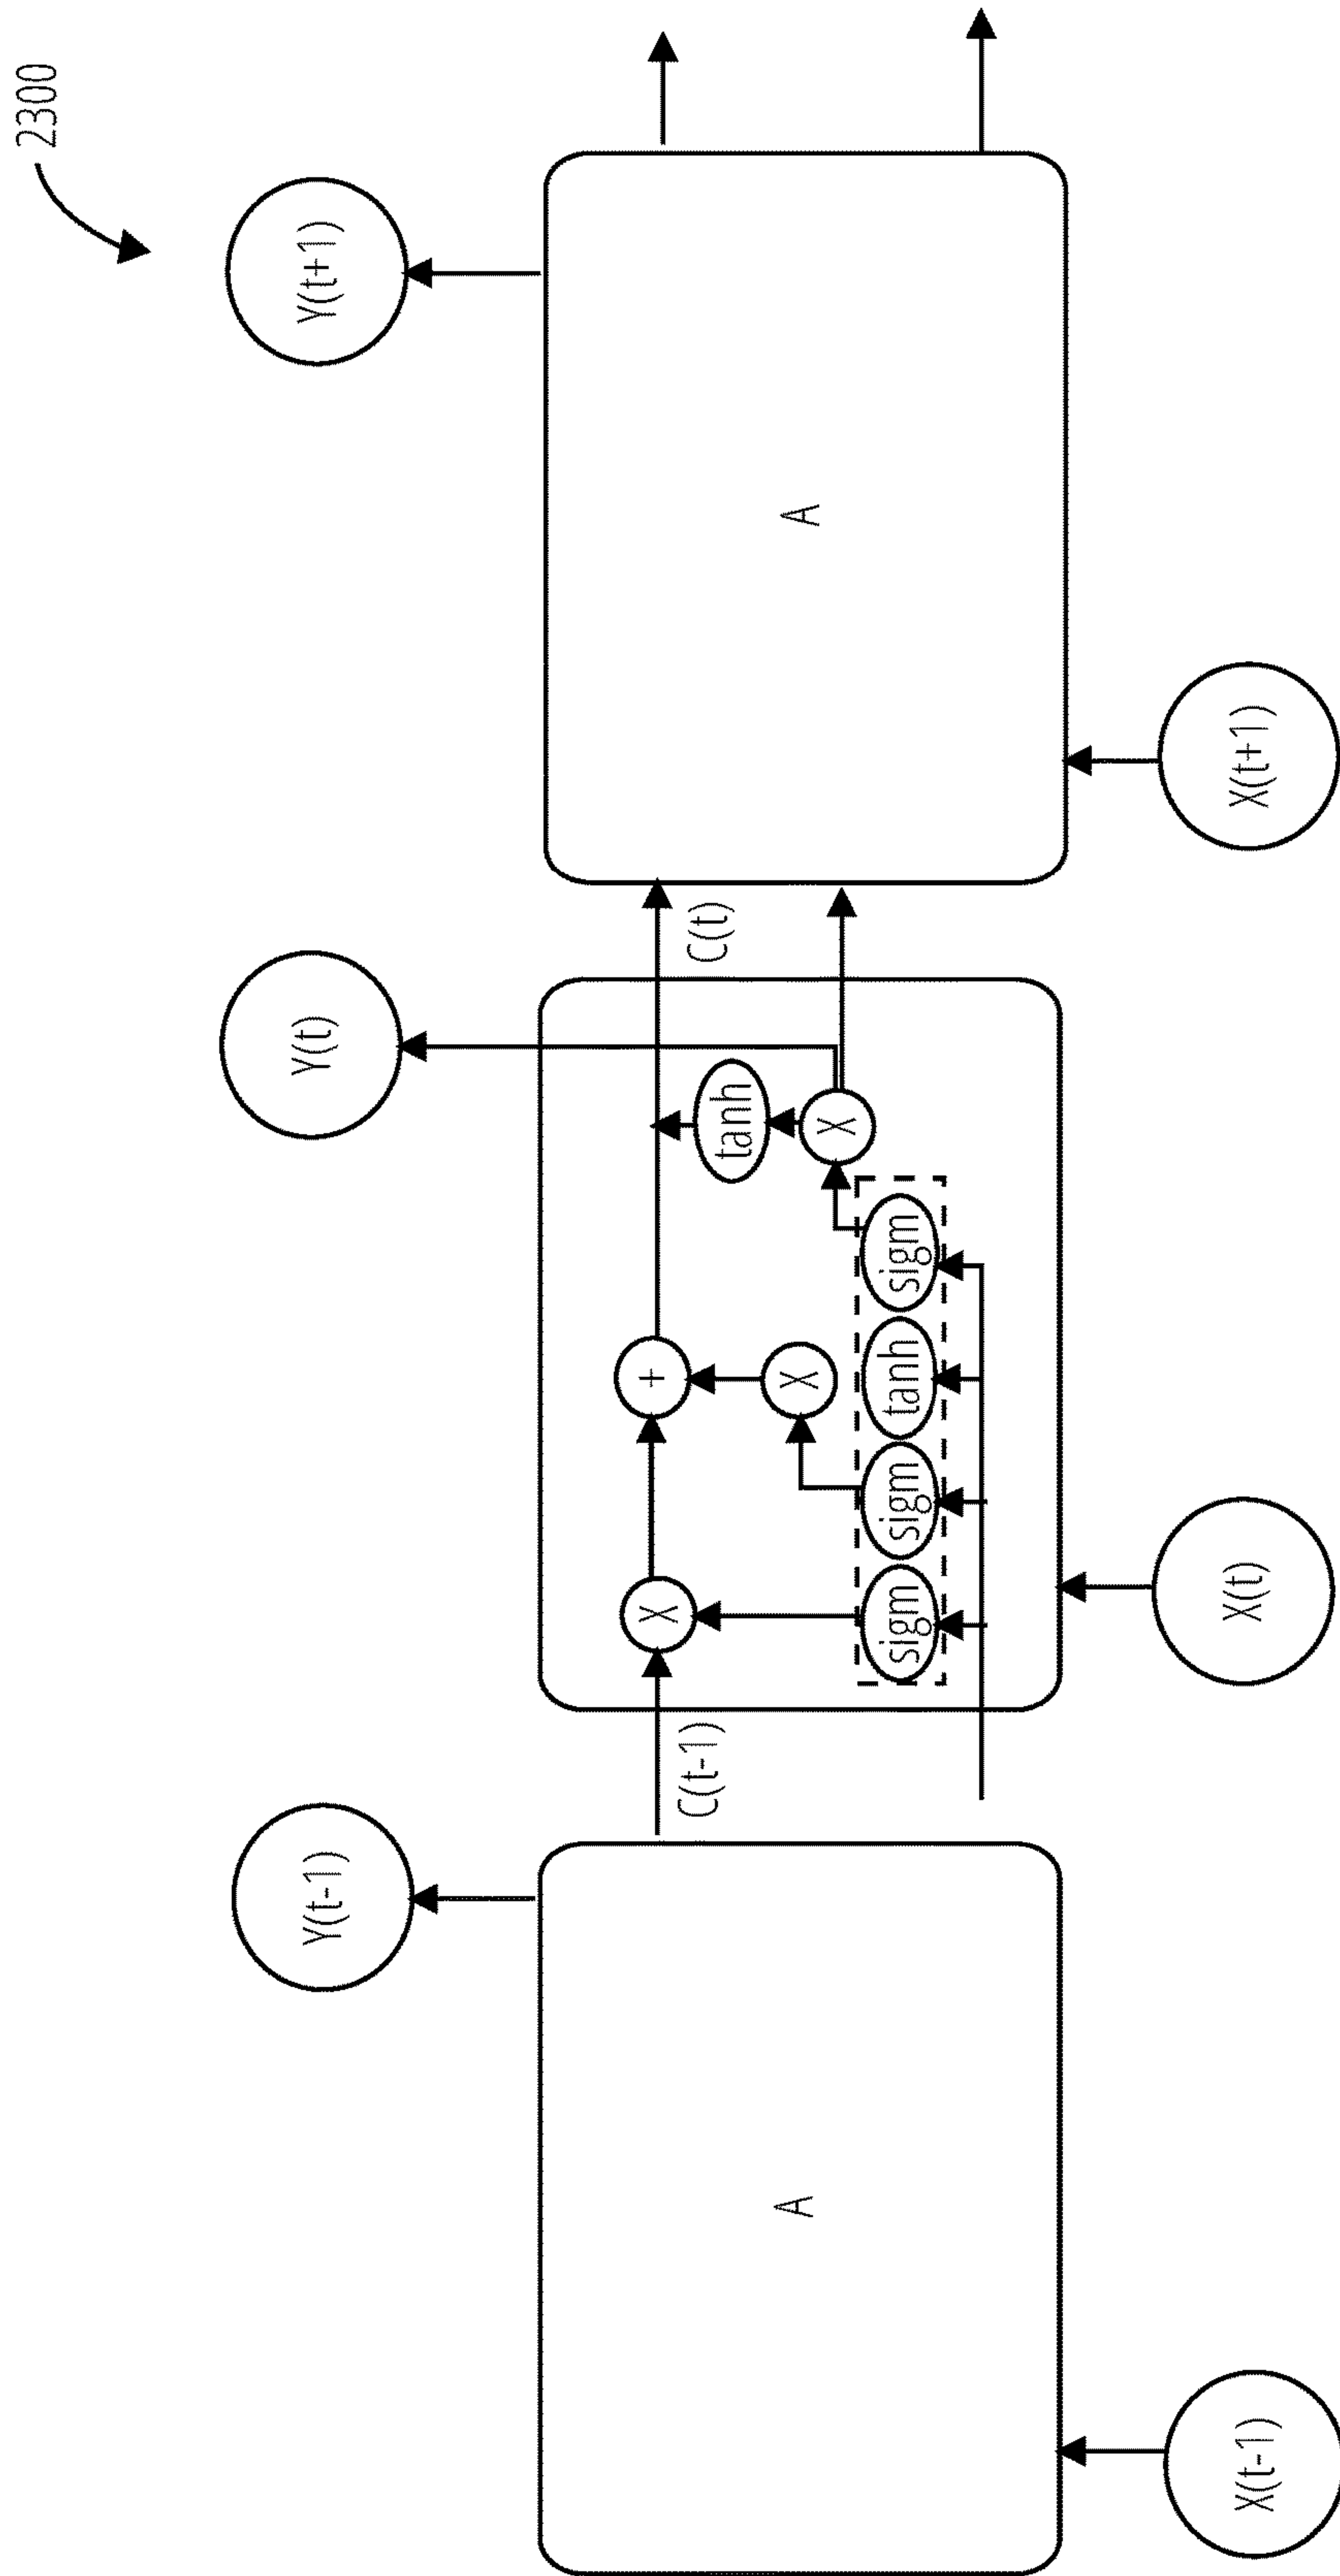 2300
Y(t-1)
Y(t)
Y(t+1)
C(t-1)
C(t)
X
+
tanh
A
X
X
A
sigm
sigm
tanh
sigm
X(t-1)
X(t)
X(t+1)